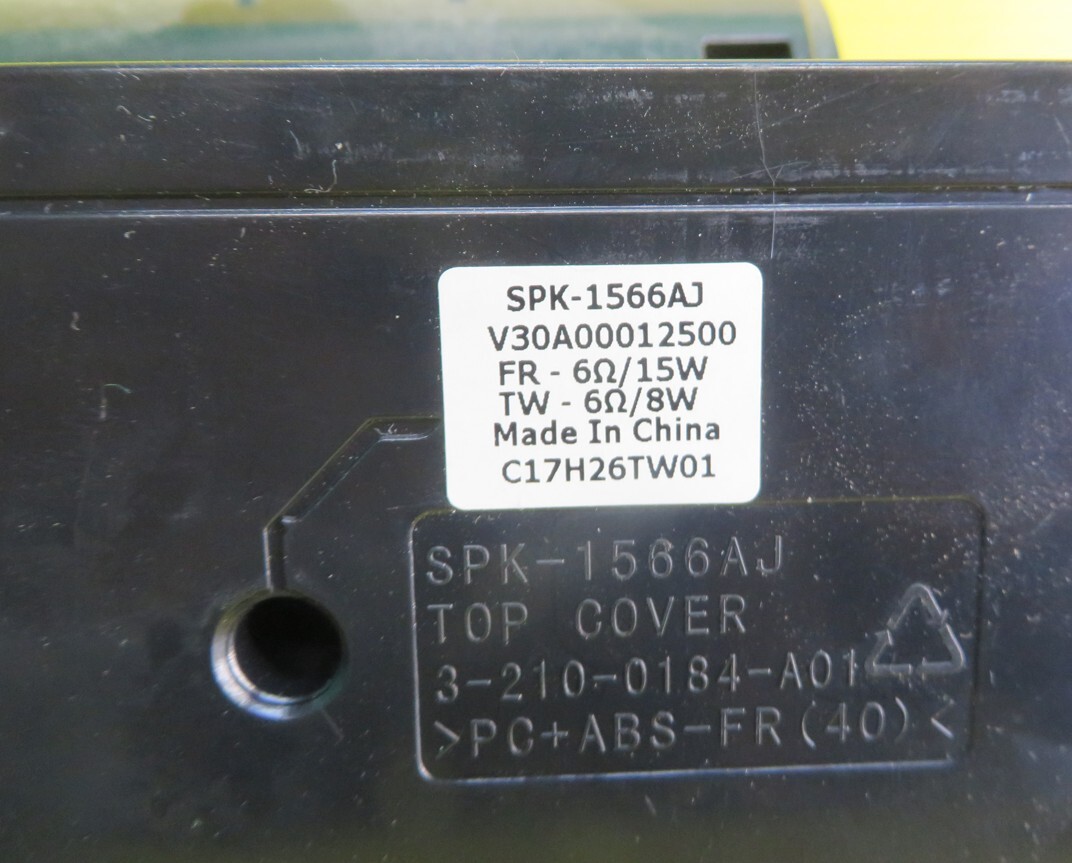 SPK-1566AJ
V30A00012500
FR - 6Ω/15W
TW - 6Ω/8W
Made In China
C17H26TW01
SPK-1566AJ
TOP COVER
3-210-0184-A01
>PC+ABS-FR(40)<